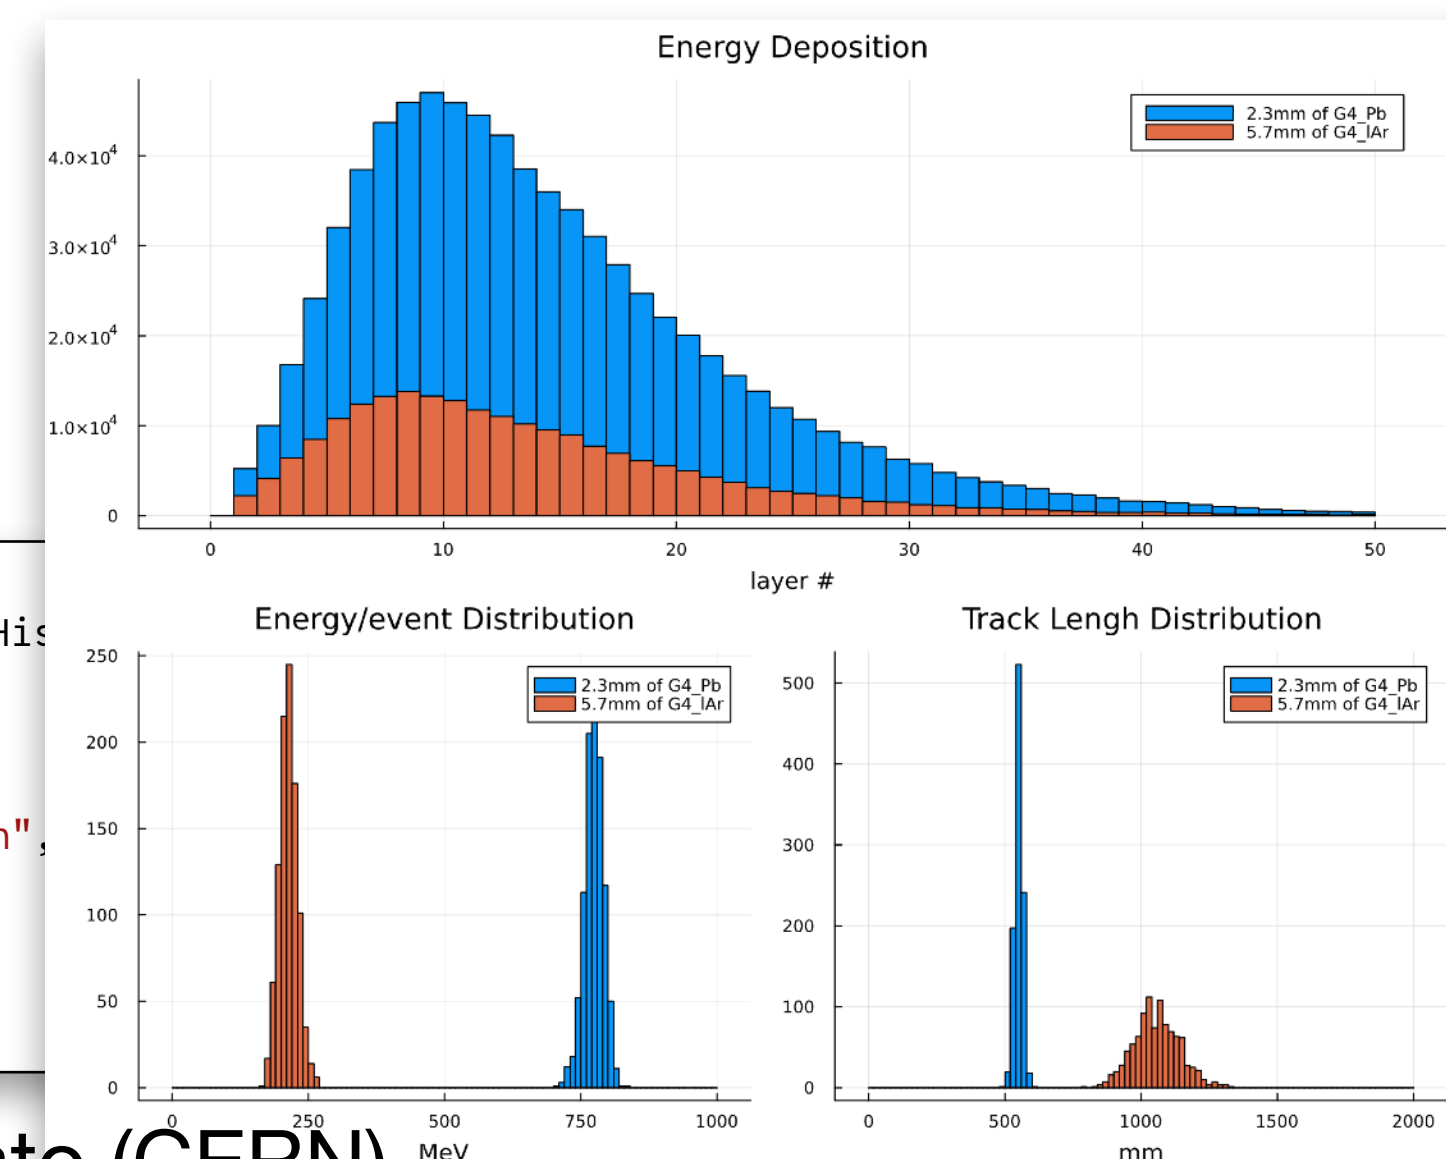 Energy Deposition
2.3mm of G4_Pb
5.7mm of G4_lAr
4.0×10⁴
3.0×10⁴
2.0×10⁴
1.0×10⁴
0
0 10 20 30 40 50
layer #
Energy/event Distribution
2.3mm of G4_Pb
5.7mm of G4_lAr
250
200
150
100
50
0
0 250 500 750 1000
MeV
Track Lengh Distribution
2.3mm of G4_Pb
5.7mm of G4_lAr
500
400
300
200
100
0
0 500 1000 1500 2000
mm
(CERN)